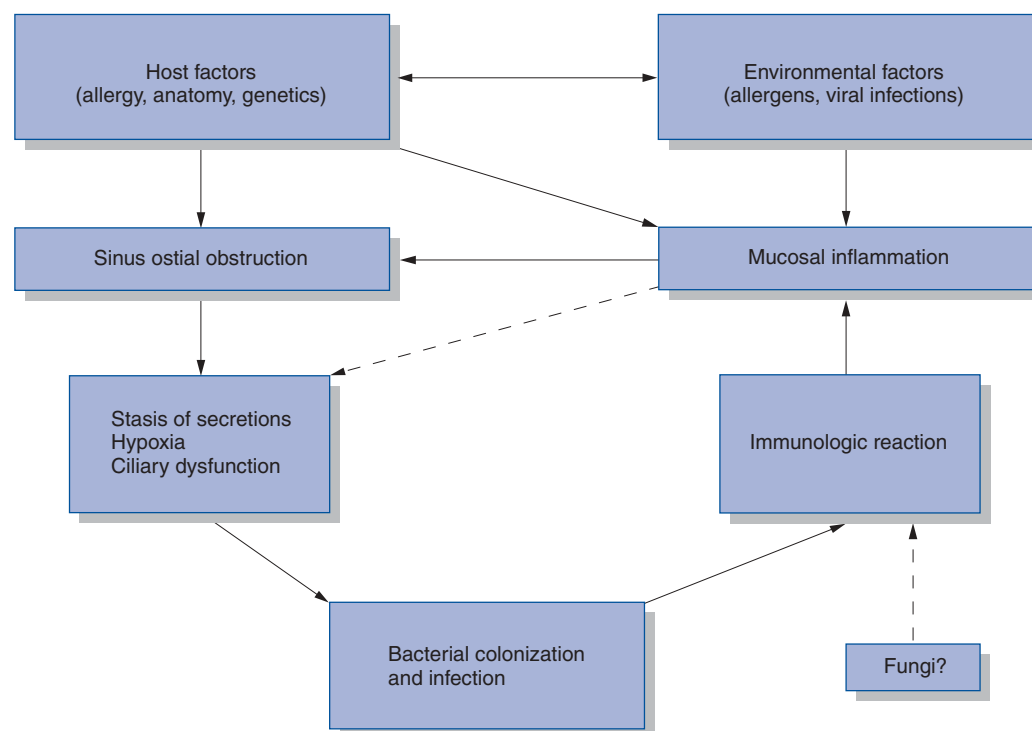 Host factors
(allergy, anatomy, genetics)
Environmental factors
(allergens, viral infections)
Sinus ostial obstruction
Mucosal inflammation
Stasis of secretions
Hypoxia
Ciliary dysfunction
Immunologic reaction
Bacterial colonization
and infection
Fungi?